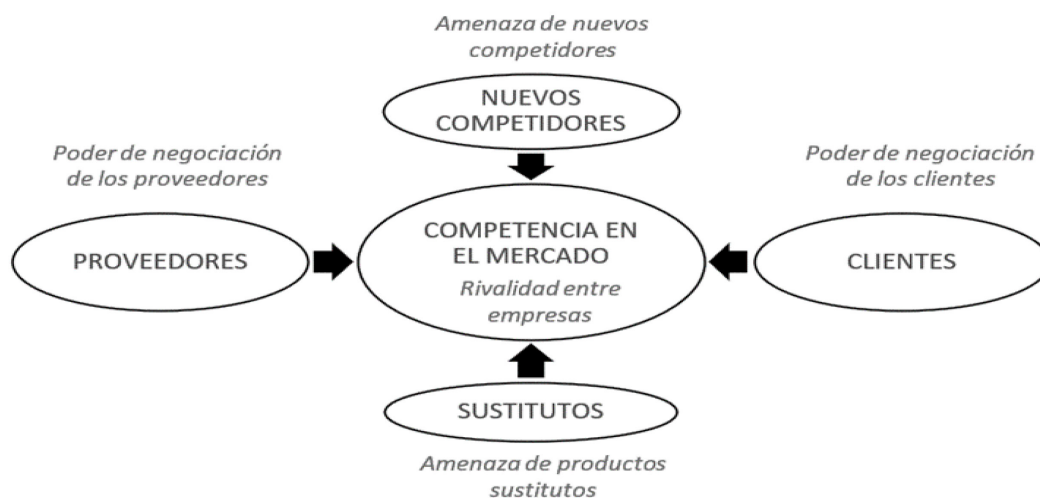 Amenaza de nuevos
competidores
NUEVOS
COMPETIDORES
Poder de negociación
de los proveedores
PROVEEDORES
COMPETENCIA EN
EL MERCADO
Rivalidad entre
empresas
Poder de negociación
de los clientes
CLIENTES
SUSTITUTOS
Amenaza de productos
sustitutos